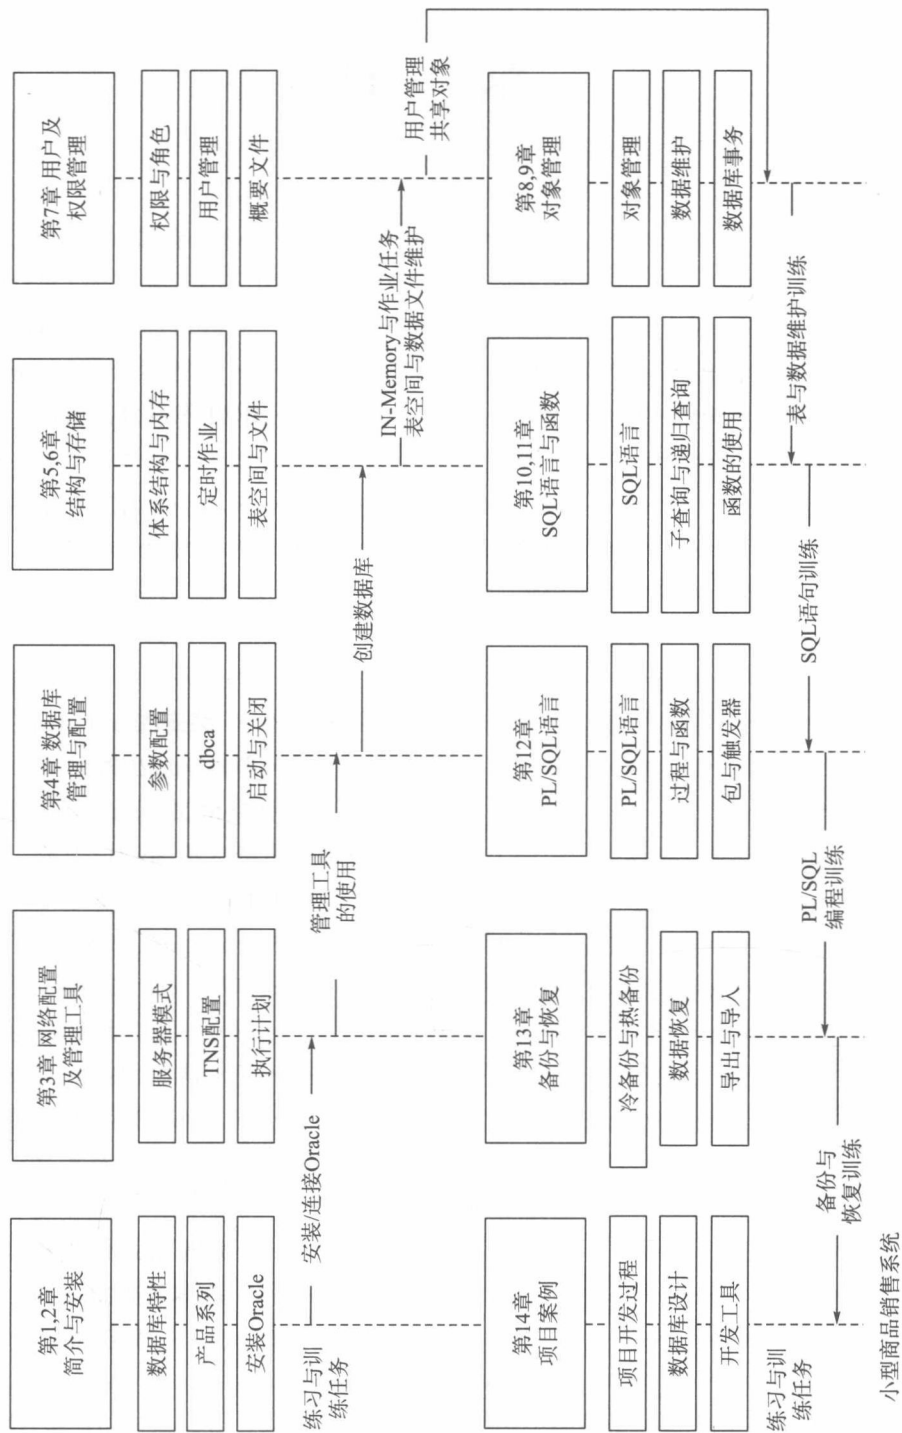 第1,2章
简介与安装
数据库特性
产品系列
安装Oracle
第3章 网络配置
及管理工具
服务器模式
TNS配置
执行计划
第4章 数据库
管理与配置
参数配置
dbca
启动与关闭
第5,6章
结构与存储
体系结构与内存
定时作业
表空间与文件
第7章 用户及
权限管理
权限与角色
用户管理
概要文件
练习与训
练任务
安装/连接Oracle
管理工具
的使用
创建数据库
IN-Memory与作业任务
表空间与数据文件维护
用户管理
共享对象
第14章
项目案例
项目开发过程
数据库设计
开发工具
第13章
备份与恢复
冷备份与热备份
数据恢复
导出与导入
第12章
PL/SQL语言
PL/SQL语言
过程与函数
包与触发器
第10,11章
SQL语言与函数
SQL语言
子查询与递归查询
函数的使用
第8,9章
对象管理
对象管理
数据维护
数据库事务
练习与训
练任务
备份与
恢复训练
PL/SQL
编程训练
SQL语句训练
表与数据维护训练
小型商品销售系统